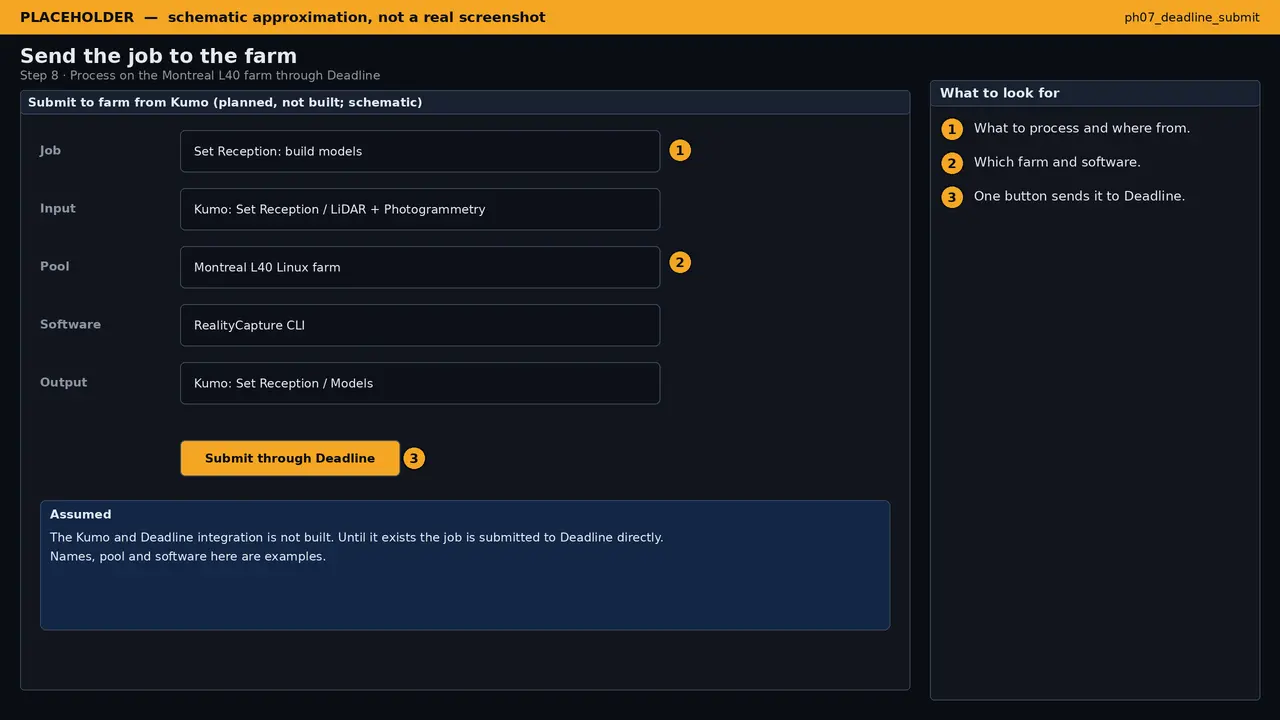 PLACEHOLDER — schematic approximation, not a real screenshot
ph07_deadline_submit
Send the job to the farm
Step 8 · Process on the Montreal L40 farm through Deadline
Submit to farm from Kumo (planned, not built; schematic)
Job
Set Reception: build models
1
Input
Kumo: Set Reception / LiDAR + Photogrammetry
Pool
Montreal L40 Linux farm
2
Software
RealityCapture CLI
Output
Kumo: Set Reception / Models
Submit through Deadline
3
Assumed
The Kumo and Deadline integration is not built. Until it exists the job is submitted to Deadline directly.
Names, pool and software here are examples.
What to look for
1 What to process and where from.
2 Which farm and software.
3 One button sends it to Deadline.